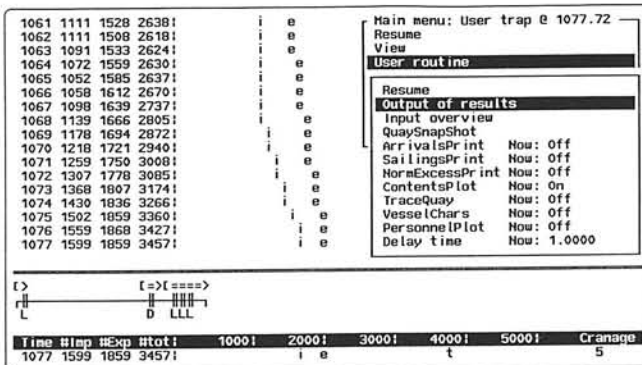 1061 1111 1528 2638¦ i e
1062 1111 1508 2618¦ i e
1063 1091 1533 2624¦ i e
1064 1072 1559 2630¦ i e
1065 1052 1585 2637¦ i e
1066 1058 1612 2670¦ i e
1067 1098 1639 2737¦ i e
1068 1139 1666 2805¦ i e
1069 1178 1694 2872¦ i e
1070 1218 1721 2940¦ i e
1071 1259 1750 3008¦ i e
1072 1307 1778 3085¦ i e
1073 1368 1807 3174¦ i e
1074 1430 1836 3266¦ i e
1075 1502 1859 3360¦ i e
1076 1559 1868 3427¦ i e
1077 1599 1859 3457¦ i e
Main menu: User trap @ 1077.72
Resume
View
User routine
Resume
Output of results
Input overview
QuaySnapShot
ArrivalsPrint Now: Off
SailingsPrint Now: Off
NormExcessPrint Now: Off
ContentsPlot Now: On
TraceQuay Now: Off
VesselChars Now: Off
PersonnelPlot Now: Off
Delay time Now: 1.0000
[> [=>[====>
L D LLL
Time #Imp #Exp #tot¦ 1000¦ 2000¦ 3000¦ 4000¦ 5000¦ Cranage
1077 1599 1859 3457¦ i e t 5